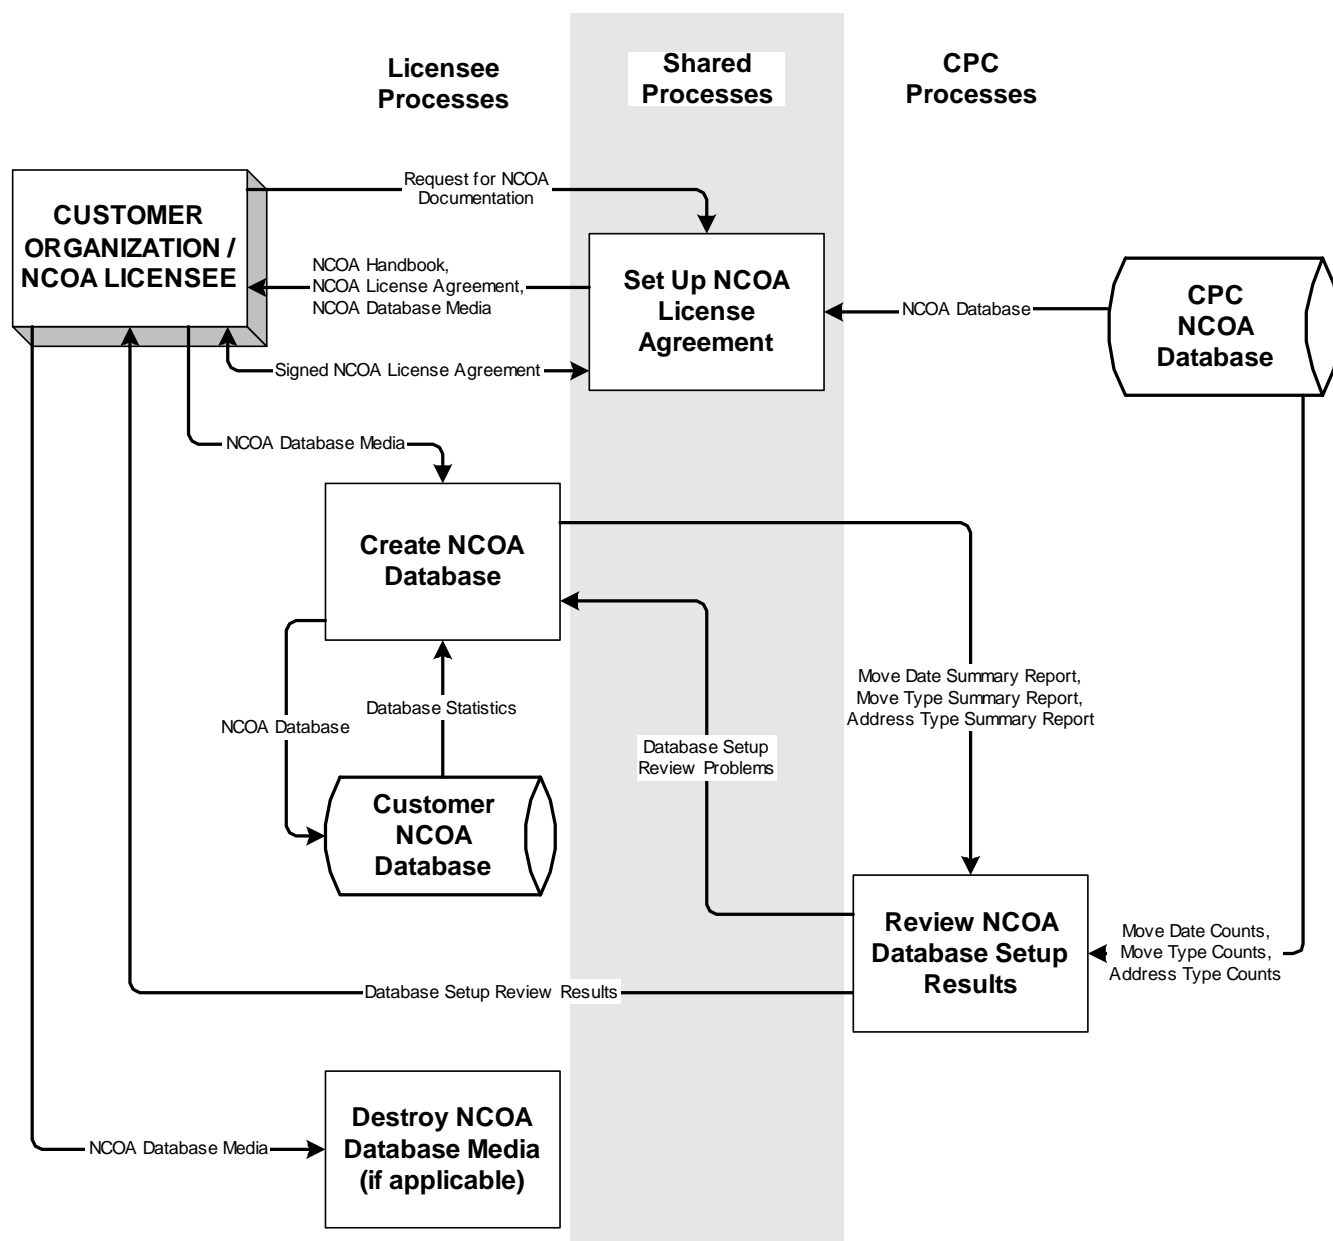 Licensee
Processes
Shared
Processes
CPC
Processes
CUSTOMER
ORGANIZATION /
NCOA LICENSEE
Request for NCOA
Documentation
NCOA Handbook,
NCOA License Agreement,
NCOA Database Media
Set Up NCOA
License
Agreement
NCOA Database
CPC
NCOA
Database
Signed NCOA License Agreement
NCOA Database Media
Create NCOA
Database
Move Date Summary Report,
Move Type Summary Report,
Address Type Summary Report
NCOA Database
Database Statistics
Database Setup
Review Problems
Customer
NCOA
Database
Review NCOA
Database Setup
Results
Move Date Counts,
Move Type Counts,
Address Type Counts
Database Setup Review Results
Destroy NCOA
Database Media
(if applicable)
NCOA Database Media